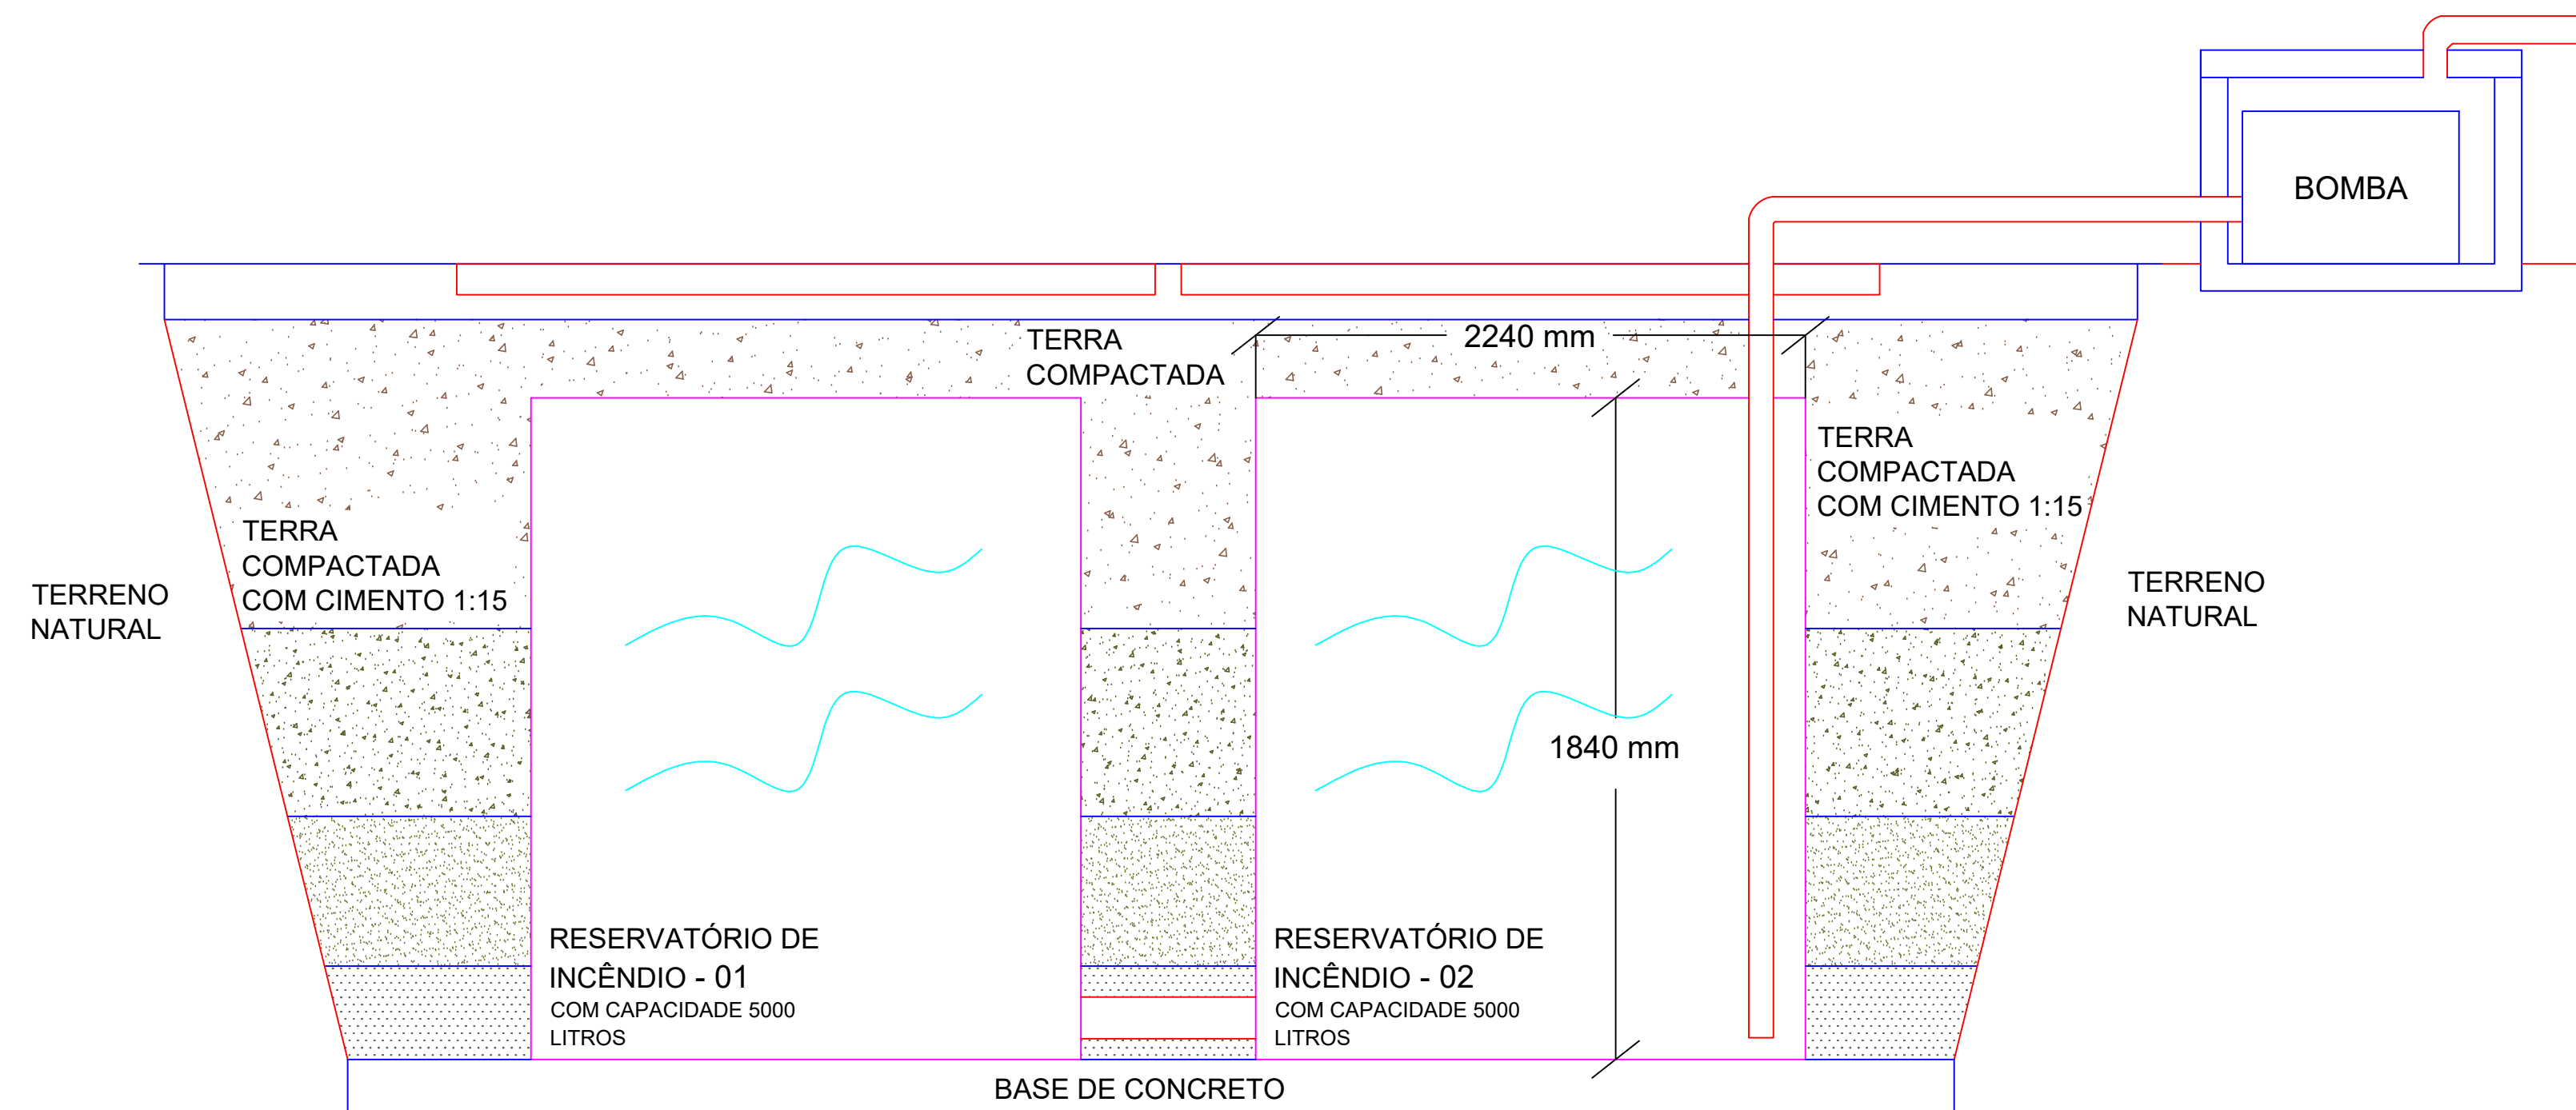 BOMBA
2240 mm
TERRA
COMPACTADA
TERRA
COMPACTADA
COM CIMENTO 1:15
TERRA
COMPACTADA
COM CIMENTO 1:15
TERRENO
NATURAL
TERRENO
NATURAL
1840 mm
RESERVATÓRIO DE
INCÊNDIO - 01
COM CAPACIDADE 5000
LITROS
RESERVATÓRIO DE
INCÊNDIO - 02
COM CAPACIDADE 5000
LITROS
BASE DE CONCRETO